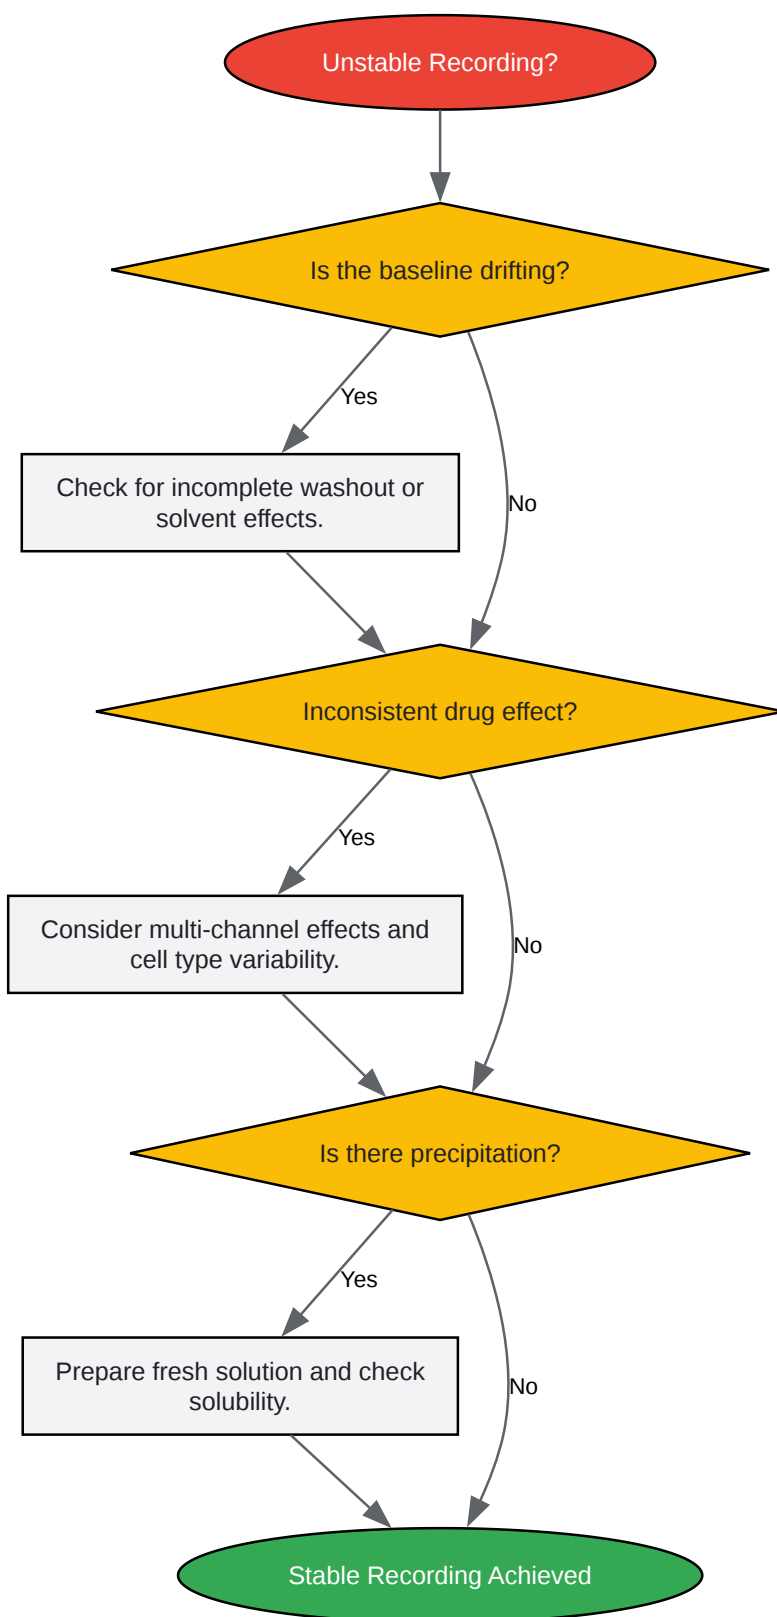 Unstable Recording?
Is the baseline drifting?
Yes
Check for incomplete washout or
solvent effects.
No
Inconsistent drug effect?
Yes
Consider multi-channel effects and
cell type variability.
No
Is there precipitation?
Yes
Prepare fresh solution and check
solubility.
No
Stable Recording Achieved